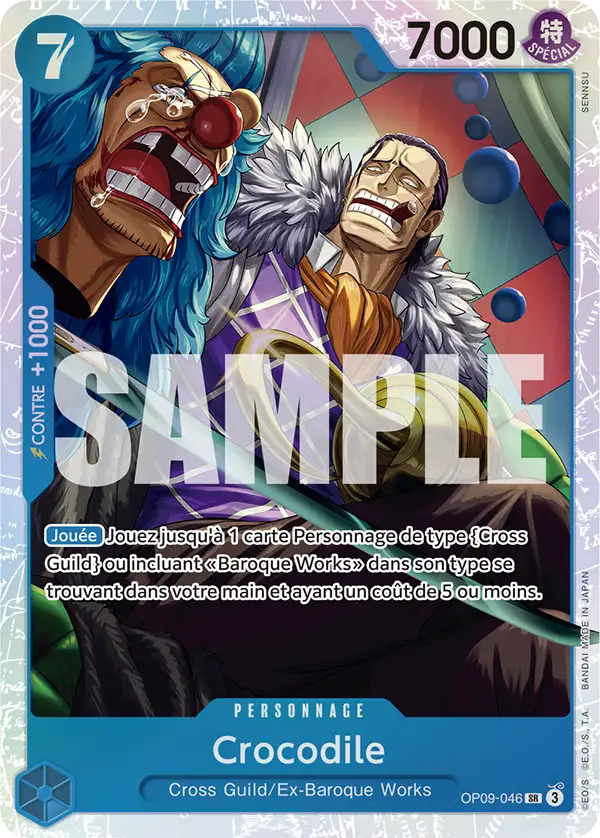 7
7000
特
SPÉCIAL
SENNSU
CONTRE +1000
SAMPLE
Jouée Jouez jusqu'à 1 carte Personnage de type {Cross
Guild} ou incluant «Baroque Works» dans son type se
trouvant dans votre main et ayant un coût de 5 ou moins.
©EO/S ©E.O./S., T.A. BANDAI MADE IN JAPAN
PERSONNAGE
Crocodile
Cross Guild/Ex-Baroque Works
OP09-046 SR 3